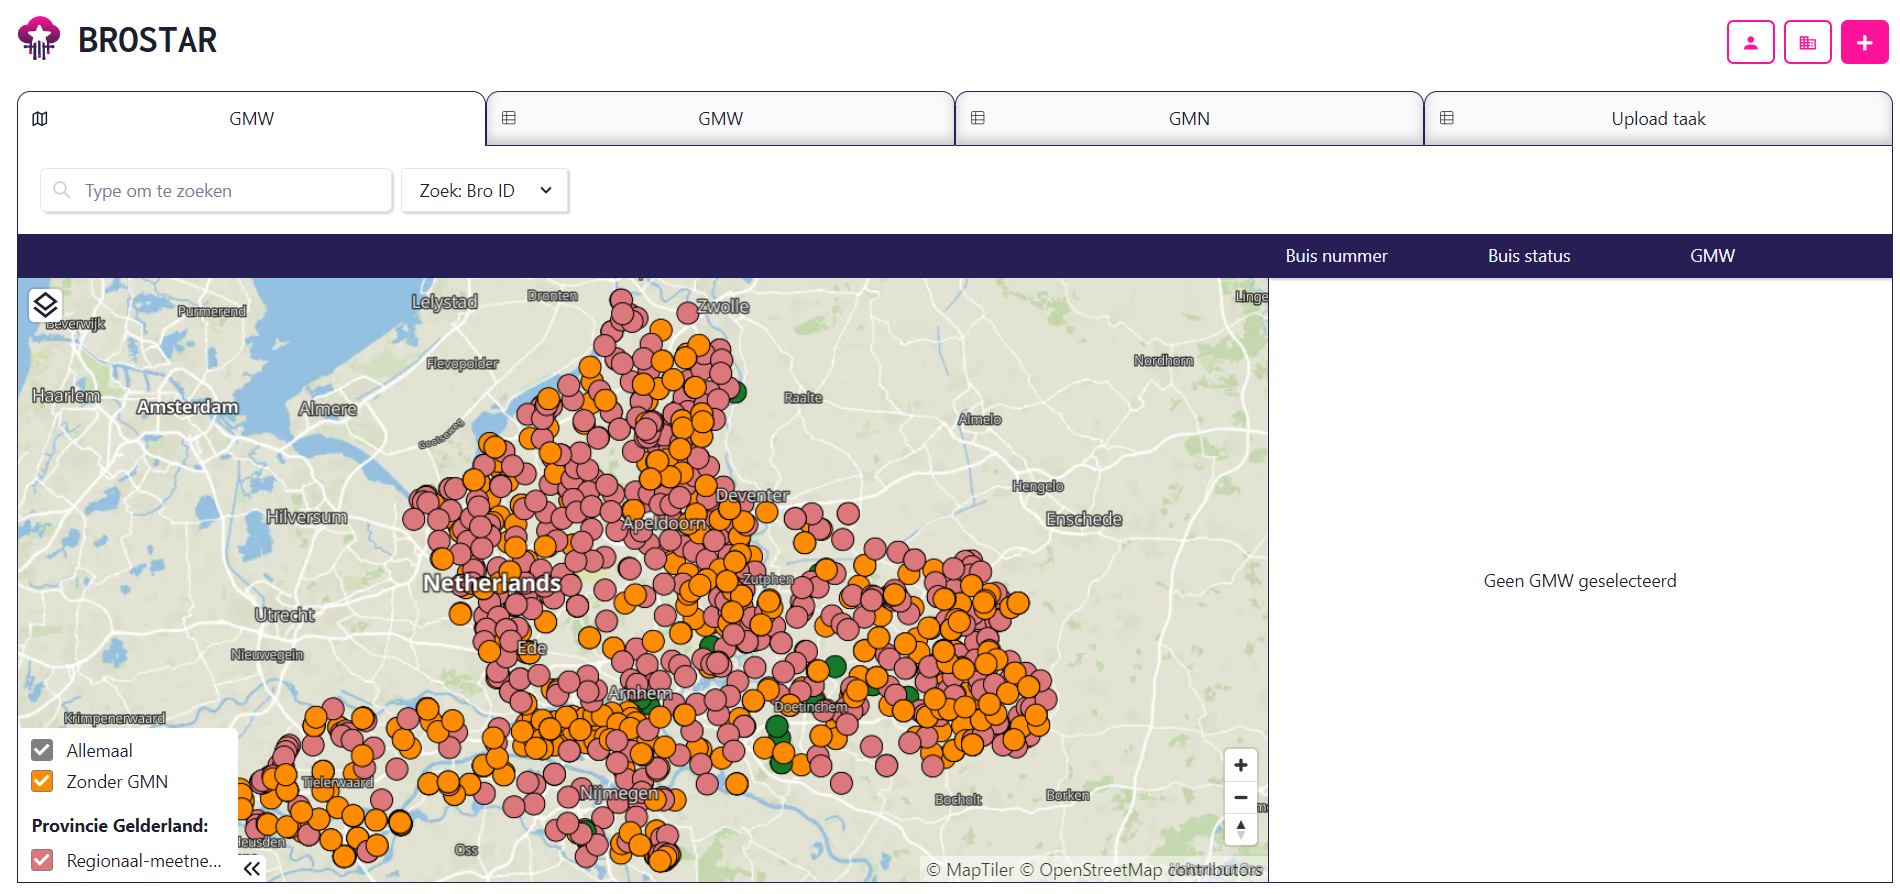 BROSTAR
GMW
GMW
GMN
Upload taak
Type om te zoeken
Zoek: Bro ID
Buis nummer
Buis status
GMW
Lelystad
Dronten
Zwolle
Linge
Purmerend
Beverwijk
Flevopolder
Nordhorn
Haarlem
Amsterdam
Almere
Raalte
Gooiseweg
Almelo
Deventer
Hengelo
Hilversum
Apeldoorn
Enschede
Netherlands
Zutphen
Geen GMW geselecteerd
Utrecht
Nieuwegein
Ede
Arnhem
Doetinchem
Krimpenerwaard
Allemaal
Zonder GMN
Tielerwaard
Nijmegen
Bocholt
Borken
Provincie Gelderland:
Regionaal-meetne...
leusden
Oss
© MapTiler © OpenStreetMap contributors